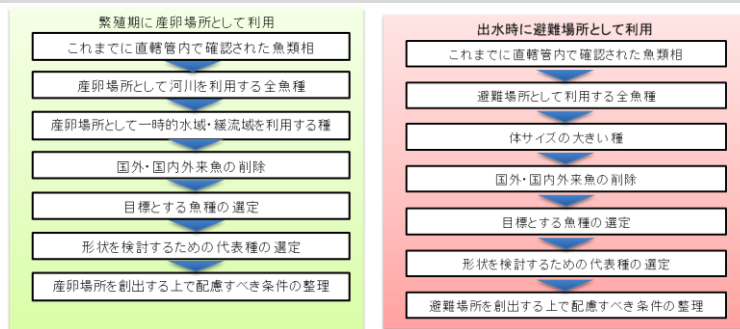 繁殖期に産卵場所として利用
これまでに直轄管内で確認された魚類相
産卵場所として河川を利用する全魚種
産卵場所として一時的水域・緩流域を利用する種
国外・国内外来魚の削除
目標とする魚種の選定
形状を検討するための代表種の選定
産卵場所を創出する上で配慮すべき条件の整理
出水時に避難場所として利用
これまでに直轄管内で確認された魚類相
避難場所として利用する全魚種
体サイズの大きい種
国外・国内外来魚の削除
目標とする魚種の選定
形状を検討するための代表種の選定
避難場所を創出する上で配慮すべき条件の整理